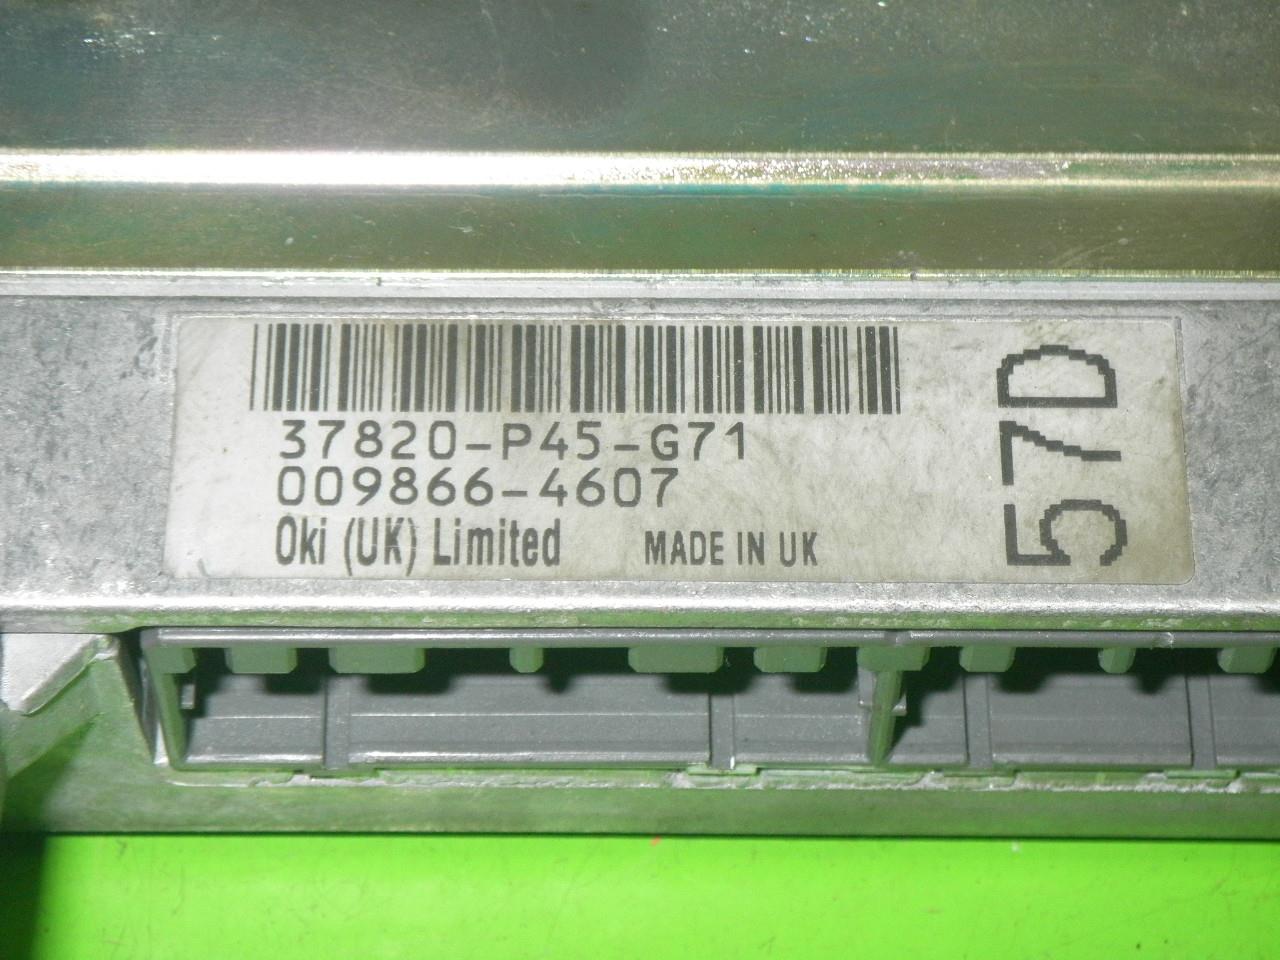 37820-P45-G71
009866-4607
Oki (UK) Limited MADE IN UK
57D